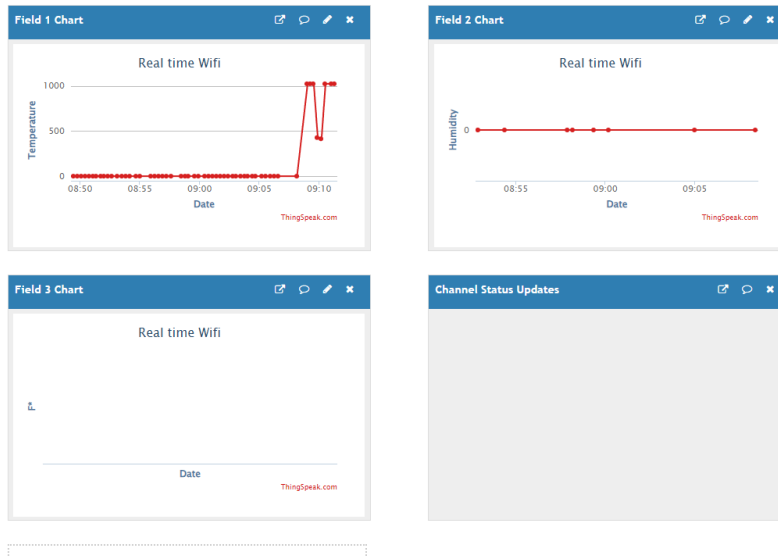 Field 1 Chart
Real time Wifi
Temperature
1000
500
0
08:50 08:55 09:00 09:05 09:10
Date
ThingSpeak.com
Field 2 Chart
Real time Wifi
Humidity
0
08:55 09:00 09:05
Date
ThingSpeak.com
Field 3 Chart
Real time Wifi
F*
Date
ThingSpeak.com
Channel Status Updates